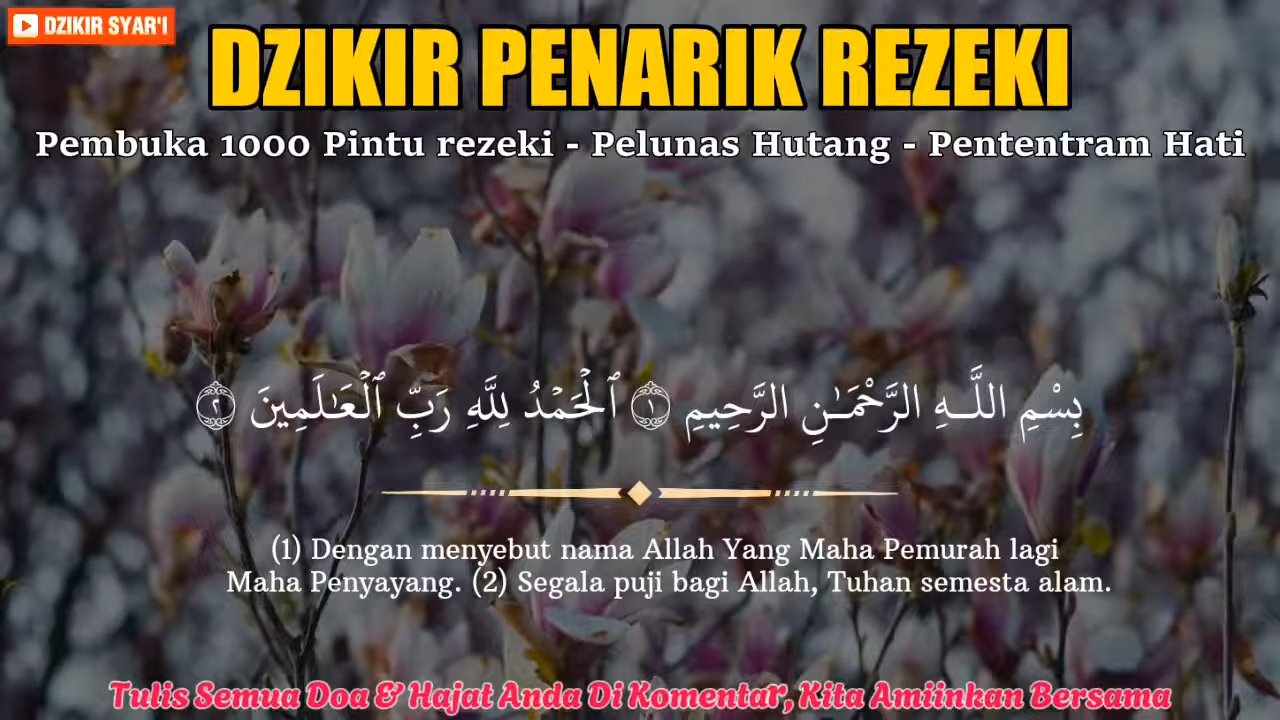 DZIKIR SYAR'I
DZIKIR PENARIK REZEKI
Pembuka 1000 Pintu rezeki - Pelunas Hutang - Pententram Hati
بِسْمِ اللَّـهِ الرَّحْمَـٰنِ الرَّحِيمِ ﴿١﴾ ٱلْحَمْدُ لِلَّهِ رَبِّ ٱلْعَـٰلَمِينَ ﴿٢﴾
(1) Dengan menyebut nama Allah Yang Maha Pemurah lagi
Maha Penyayang. (2) Segala puji bagi Allah, Tuhan semesta alam.
Tulis Semua Doa & Hajat Anda Di Komentar, Kita Amiinkan Bersama